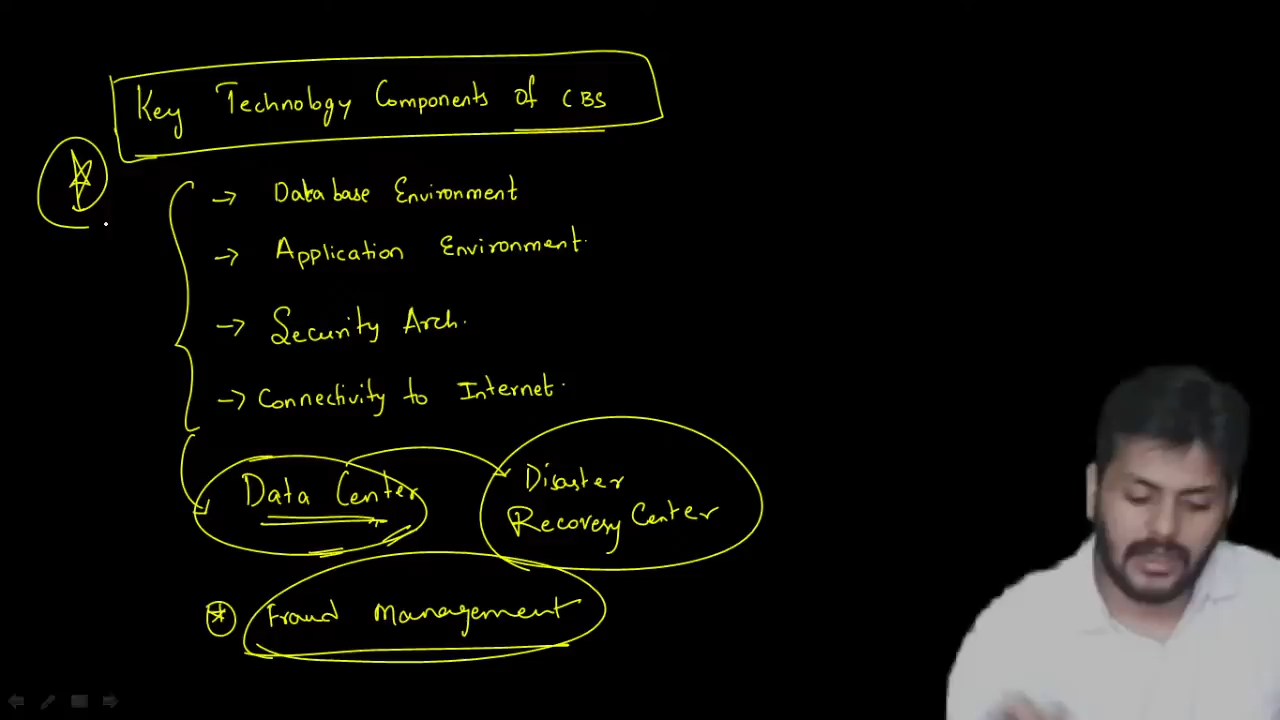 Key Technology Components of CBS
→ Database Environment
→ Application Environment.
→ Security Arch.
→ Connectivity to Internet.
Data Center
Disaster
Recovery Center
Fraud Management